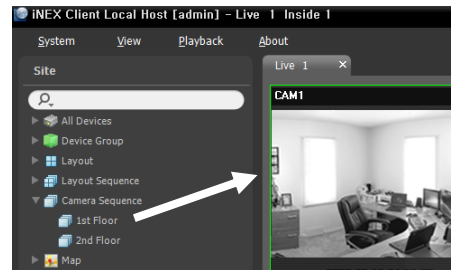 iNEX Client Local Host [admin] - Live 1 Inside 1
System View Playback About
Site
Live 1 ×
CAM1
All Devices
Device Group
Layout
Layout Sequence
Camera Sequence
1st Floor
2nd Floor
Map